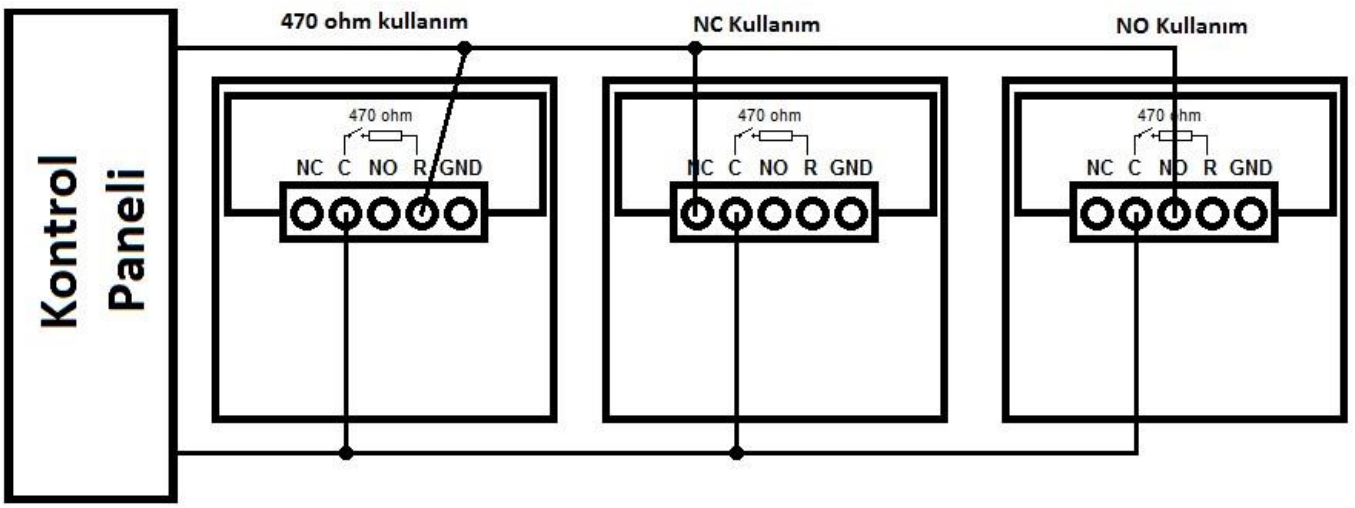 470 ohm kullanım
NC Kullanım
NO Kullanım
Kontrol
Paneli
470 ohm
NC C NO R GND
470 ohm
NC C NO R GND
470 ohm
NC C NO R GND